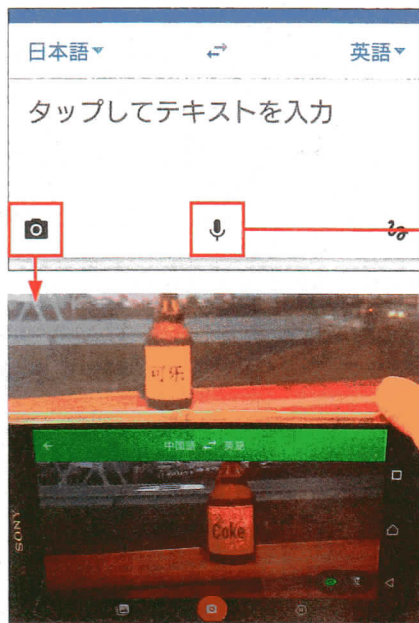 日本語▼ 英語▼
タップしてテキストを入力
可乐
中国語 英語
Coke
SONY